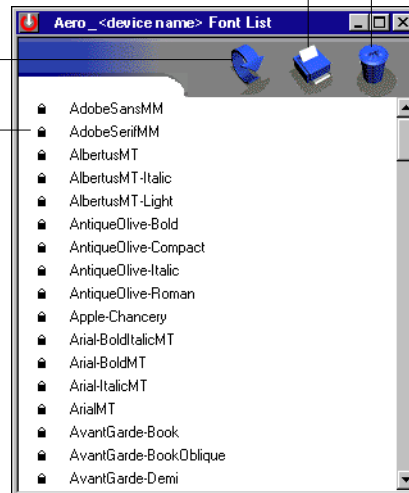 Aero_<device name> Font List
AdobeSansMM
AdobeSerifMM
AlbertusMT
AlbertusMT-Italic
AlbertusMT-Light
AntiqueOlive-Bold
AntiqueOlive-Compact
AntiqueOlive-Italic
AntiqueOlive-Roman
Apple-Chancery
Arial-BoldItalicMT
Arial-BoldMT
Arial-ItalicMT
ArialMT
AvantGarde-Book
AvantGarde-BookOblique
AvantGarde-Demi